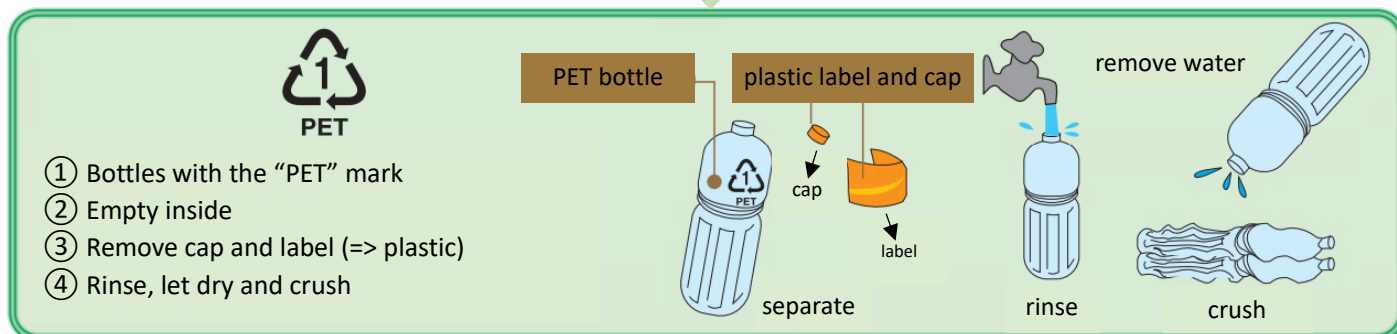 1
PET
① Bottles with the “PET” mark
② Empty inside
③ Remove cap and label (=> plastic)
④ Rinse, let dry and crush
PET bottle
plastic label and cap
1
PET
cap
label
separate
rinse
remove water
crush